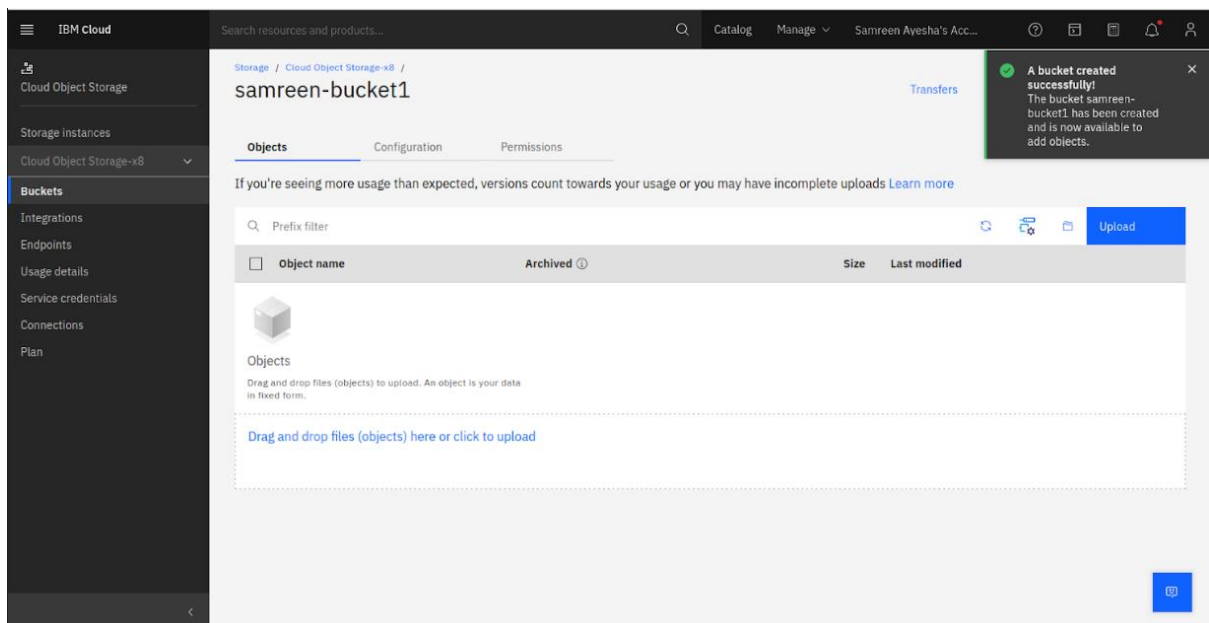 IBM Cloud
Search resources and products...
Catalog
Manage
Samreen Ayesha's Acc...
Cloud Object Storage
Storage instances
Cloud Object Storage-x8
Buckets
Integrations
Endpoints
Usage details
Service credentials
Connections
Plan
Storage / Cloud Object Storage-x8 /
samreen-bucket1
Transfers
A bucket created
successfully!
The bucket samreen-
bucket1 has been created
and is now available to
add objects.
Objects
Configuration
Permissions
If you're seeing more usage than expected, versions count towards your usage or you may have incomplete uploads Learn more
Prefix filter
Upload
Object name
Archived
Size
Last modified
Objects
Drag and drop files (objects) to upload. An object is your data
in fixed form.
Drag and drop files (objects) here or click to upload